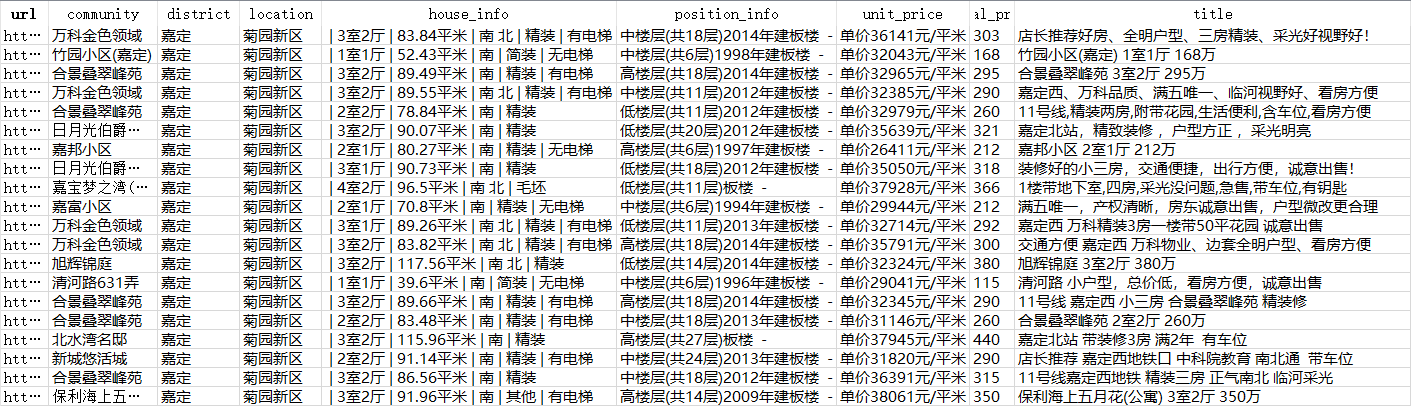 url community district location house_info position_info unit_price al_pr title
htt… 万科金色领域 嘉定 菊园新区 | 3室2厅 | 83.84平米 | 南 北 | 精装 | 有电梯 中楼层(共18层)2014年建板楼 - 单价36141元/平米 303 店长推荐好房、全明户型、三房精装、采光好视野好！
htt… 竹园小区(嘉定) 嘉定 菊园新区 | 1室1厅 | 52.43平米 | 南 | 简装 | 无电梯 中楼层(共6层)1998年建板楼 - 单价32043元/平米 168 竹园小区(嘉定) 1室1厅 168万
htt… 合景叠翠峰苑 嘉定 菊园新区 | 3室2厅 | 89.49平米 | 南 | 精装 | 有电梯 高楼层(共18层)2014年建板楼 - 单价32965元/平米 295 合景叠翠峰苑 3室2厅 295万
htt… 万科金色领域 嘉定 菊园新区 | 3室2厅 | 89.55平米 | 南 北 | 精装 | 有电梯 中楼层(共11层)2012年建板楼 - 单价32385元/平米 290 嘉定西、万科品质、满五唯一、临河视野好、看房方便
htt… 合景叠翠峰苑 嘉定 菊园新区 | 2室2厅 | 78.84平米 | 南 | 精装 低楼层(共11层)2012年建板楼 - 单价32979元/平米 260 11号线,精装两房,附带花园,生活便利,含车位,看房方便
htt… 日月光伯爵… 嘉定 菊园新区 | 3室2厅 | 90.07平米 | 南 | 精装 低楼层(共20层)2012年建板楼 - 单价35639元/平米 321 嘉定北站，精致装修 ，户型方正 ，采光明亮
htt… 嘉邦小区 嘉定 菊园新区 | 2室1厅 | 80.27平米 | 南 | 精装 | 无电梯 高楼层(共6层)1997年建板楼 - 单价26411元/平米 212 嘉邦小区 2室1厅 212万
htt… 日月光伯爵… 嘉定 菊园新区 | 3室1厅 | 90.73平米 | 南 | 精装 低楼层(共11层)2012年建板楼 - 单价35050元/平米 318 装修好的小三房，交通便捷，出行方便，诚意出售！
htt… 嘉宝梦之湾(… 嘉定 菊园新区 | 4室2厅 | 96.5平米 | 南 北 | 毛坯 低楼层(共11层)板楼 - 单价37928元/平米 366 1楼带地下室,四房,采光没问题,急售,带车位,有钥匙
htt… 嘉富小区 嘉定 菊园新区 | 2室1厅 | 70.8平米 | 南 | 精装 | 无电梯 低楼层(共6层)1994年建板楼 - 单价29944元/平米 212 满五唯一，产权清晰，房东诚意出售，户型微改更合理
htt… 万科金色领域 嘉定 菊园新区 | 3室1厅 | 89.26平米 | 南 北 | 精装 | 有电梯 低楼层(共11层)2013年建板楼 - 单价32714元/平米 292 嘉定西 万科精装3房一楼带50平花园 诚意出售
htt… 万科金色领域 嘉定 菊园新区 | 3室2厅 | 83.82平米 | 南 北 | 精装 | 有电梯 高楼层(共18层)2014年建板楼 - 单价35791元/平米 300 交通方便 嘉定西 万科物业、边套全明户型、看房方便
htt… 旭辉锦庭 嘉定 菊园新区 | 3室2厅 | 117.56平米 | 南 北 | 精装 低楼层(共14层)2014年建板楼 - 单价32324元/平米 380 旭辉锦庭 3室2厅 380万
htt… 清河路631弄 嘉定 菊园新区 | 1室1厅 | 39.6平米 | 南 | 简装 | 无电梯 中楼层(共6层)1996年建板楼 - 单价29041元/平米 115 清河路 小户型，总价低，看房方便，诚意出售
htt… 合景叠翠峰苑 嘉定 菊园新区 | 3室2厅 | 89.66平米 | 南 | 精装 | 有电梯 高楼层(共18层)2014年建板楼 - 单价32345元/平米 290 11号线 嘉定西 小三房 合景叠翠峰苑 精装修
htt… 合景叠翠峰苑 嘉定 菊园新区 | 2室2厅 | 83.48平米 | 南 | 精装 | 有电梯 中楼层(共18层)2013年建板楼 - 单价31146元/平米 260 合景叠翠峰苑 2室2厅 260万
htt… 北水湾名邸 嘉定 菊园新区 | 3室2厅 | 115.96平米 | 南 | 精装 高楼层(共27层)板楼 - 单价37945元/平米 440 嘉定北站 带装修3房 满2年 有车位
htt… 新城悠活城 嘉定 菊园新区 | 2室2厅 | 91.14平米 | 南 | 精装 | 有电梯 中楼层(共24层)2013年建板楼 - 单价31820元/平米 290 店长推荐 嘉定西地铁口 中科院教育 南北通 带车位
htt… 合景叠翠峰苑 嘉定 菊园新区 | 3室2厅 | 86.56平米 | 南 | 精装 中楼层(共18层)2012年建板楼 - 单价36391元/平米 315 11号线嘉定西地铁 精装三房 正气南北 临河采光
htt… 保利海上五… 嘉定 菊园新区 | 3室2厅 | 91.96平米 | 南 | 其他 | 有电梯 高楼层(共14层)2009年建板楼 - 单价38061元/平米 350 保利海上五月花(公寓) 3室2厅 350万